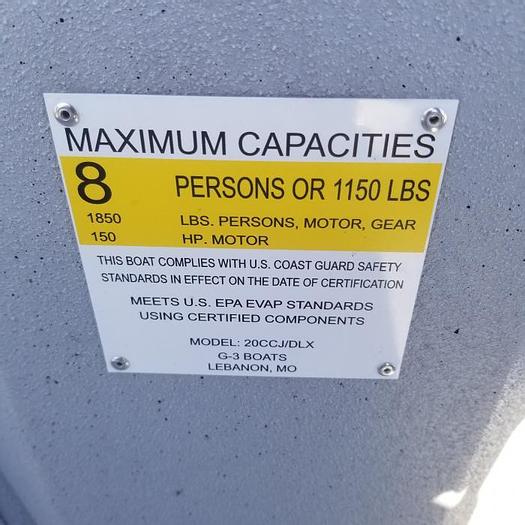 MAXIMUM CAPACITIES
8 PERSONS OR 1150 LBS
1850 LBS. PERSONS, MOTOR, GEAR
150 HP. MOTOR
THIS BOAT COMPLIES WITH U.S. COAST GUARD SAFETY
STANDARDS IN EFFECT ON THE DATE OF CERTIFICATION
MEETS U.S. EPA EVAP STANDARDS
USING CERTIFIED COMPONENTS
MODEL: 20CCJ/DLX
G-3 BOATS
LEBANON, MO